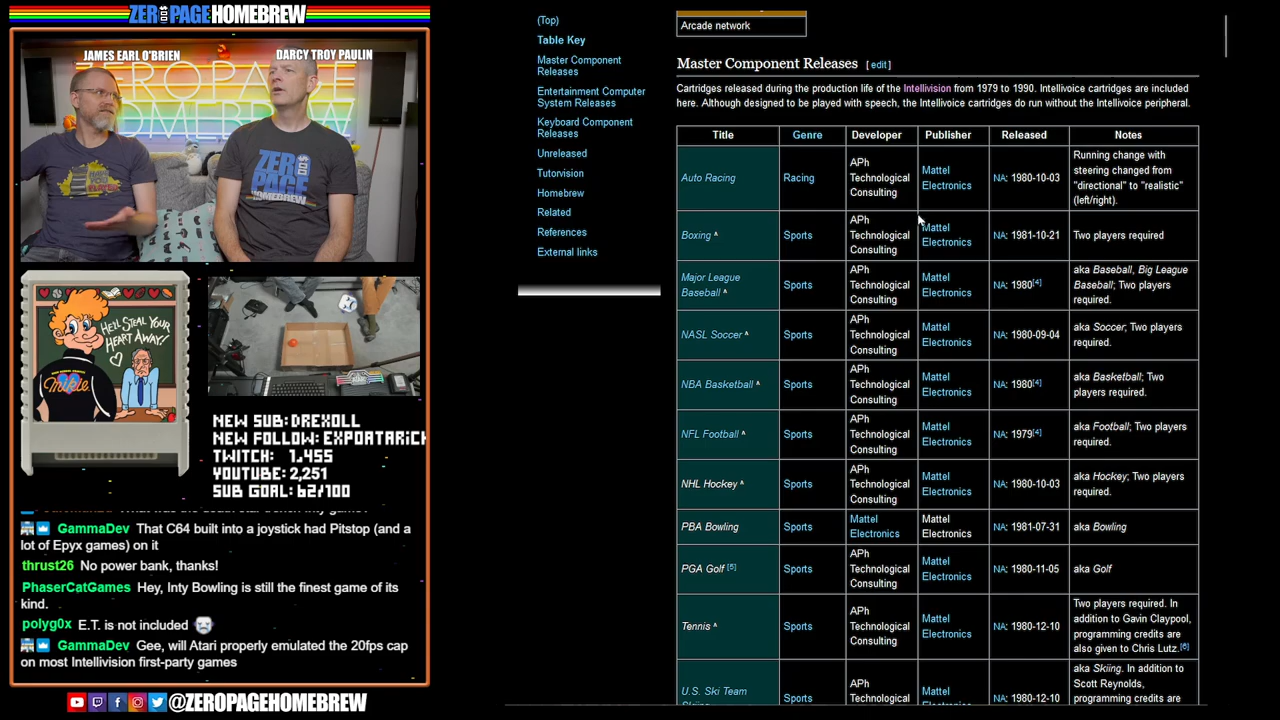 ZEROPAGE HOMEBREW
JAMES EARL O'BRIEN
DARCY TROY PAULIN
ZEROPAGE
HOMEBREW
ZERO
PAGE
HE'LL STEAL YOUR
HEART AWAY!
Mikie
NEW SUB: DREXOLL
NEW FOLLOW: EXPOATARICH
TWITCH: 1,455
YOUTUBE: 2,251
SUB GOAL: 62/100
GammaDev That C64 built into a joystick had Pitstop (and a
lot of Epyx games) on it
thrust26 No power bank, thanks!
PhaserCatGames Hey, Inty Bowling is still the finest game of its
kind.
polyg0x E.T. is not included
GammaDev Gee, will Atari properly emulated the 20fps cap
on most Intellivision first-party games
@ZEROPAGEHOMEBREW
(Top)
Table Key
Master Component
Releases
Entertainment Computer
System Releases
Keyboard Component
Releases
Unreleased
Tutorvision
Homebrew
Related
References
External links
Arcade network
Master Component Releases [edit]
Cartridges released during the production life of the Intellivision from 1979 to 1990. Intellivoice cartridges are included
here. Although designed to be played with speech, the Intellivoice cartridges do run without the Intellivoice peripheral.
Title Genre Developer Publisher Released Notes
Auto Racing
Racing
APh
Technological
Consulting
Mattel
Electronics
NA: 1980-10-03
Running change with
steering changed from
"directional" to "realistic"
(left/right).
Boxing ᴬ
Sports
APh
Technological
Consulting
Mattel
Electronics
NA: 1981-10-21
Two players required
Major League
Baseball ᴬ
Sports
APh
Technological
Consulting
Mattel
Electronics
NA: 1980[4]
aka Baseball, Big League
Baseball; Two players
required.
NASL Soccer ᴬ
Sports
APh
Technological
Consulting
Mattel
Electronics
NA: 1980-09-04
aka Soccer; Two players
required.
NBA Basketball ᴬ
Sports
APh
Technological
Consulting
Mattel
Electronics
NA: 1980[4]
aka Basketball; Two
players required.
NFL Football ᴬ
Sports
APh
Technological
Consulting
Mattel
Electronics
NA: 1979[4]
aka Football; Two players
required.
NHL Hockey ᴬ
Sports
APh
Technological
Consulting
Mattel
Electronics
NA: 1980-10-03
aka Hockey; Two players
required.
PBA Bowling
Sports
Mattel
Electronics
Mattel
Electronics
NA: 1981-07-31
aka Bowling
PGA Golf [5]
Sports
APh
Technological
Consulting
Mattel
Electronics
NA: 1980-11-05
aka Golf
Tennis ᴬ
Sports
APh
Technological
Consulting
Mattel
Electronics
NA: 1980-12-10
Two players required. In
addition to Gavin Claypool,
programming credits are
also given to Chris Lutz.[6]
U.S. Ski Team
Skiing
Sports
APh
Technological
Mattel
Electronics
NA: 1980-12-10
aka Skiing. In addition to
Scott Reynolds,
programming credits are